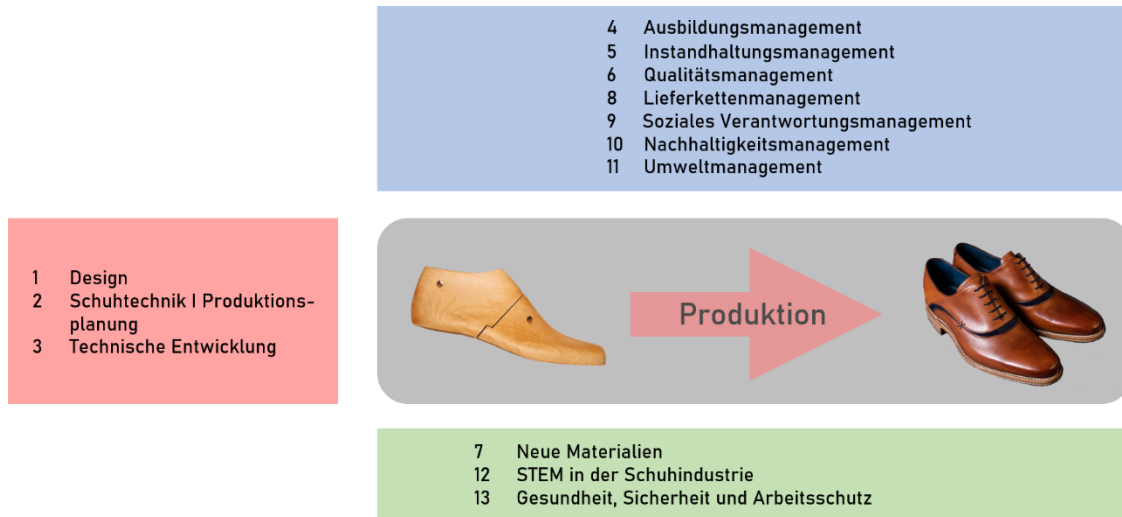 4 Ausbildungsmanagement
5 Instandhaltungsmanagement
6 Qualitätsmanagement
8 Lieferkettenmanagement
9 Soziales Verantwortungsmanagement
10 Nachhaltigkeitsmanagement
11 Umweltmanagement
1 Design
2 Schuhtechnik I Produktions-
planung
3 Technische Entwicklung
Produktion
7 Neue Materialien
12 STEM in der Schuhindustrie
13 Gesundheit, Sicherheit und Arbeitsschutz